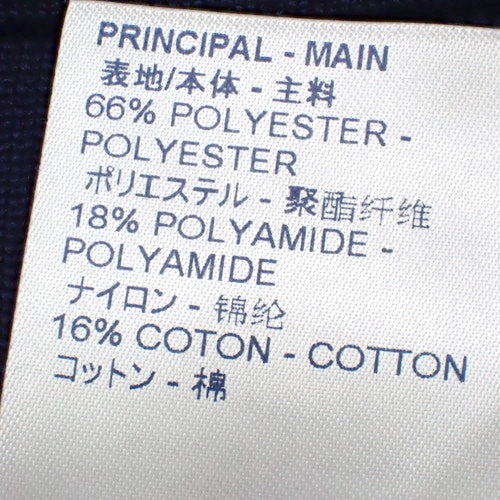 PRINCIPAL - MAIN
表地/本体 - 主料
66% POLYESTER -
POLYESTER
ポリエステル - 聚酯纤维
18% POLYAMIDE -
POLYAMIDE
ナイロン - 锦纶
16% COTON - COTTON
コットン - 棉